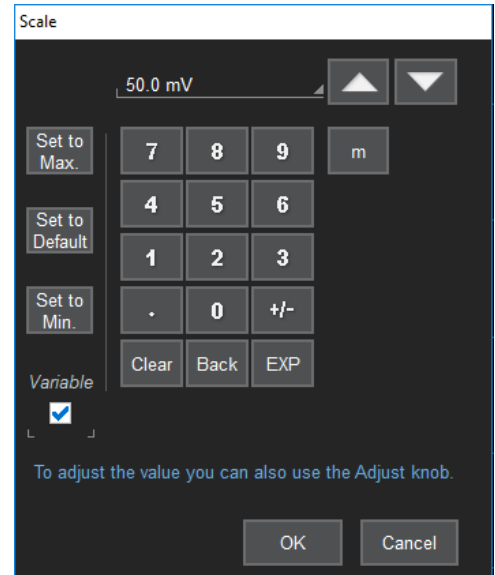 Scale
50.0 mV
Set to
Max.
7 8 9 m
Set to
Default
4 5 6
1 2 3
Set to
Min.
. 0 +/-
Clear Back EXP
Variable
To adjust the value you can also use the Adjust knob.
OK Cancel